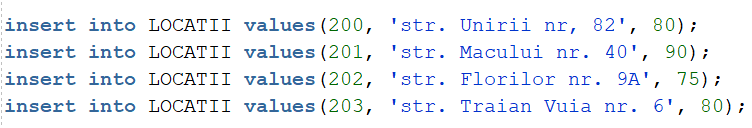 insert into LOCATII values(200, 'str. Unirii nr, 82', 80);
insert into LOCATII values(201, 'str. Macului nr. 40', 90);
insert into LOCATII values(202, 'str. Florilor nr. 9A', 75);
insert into LOCATII values(203, 'str. Traian Vuia nr. 6', 80);